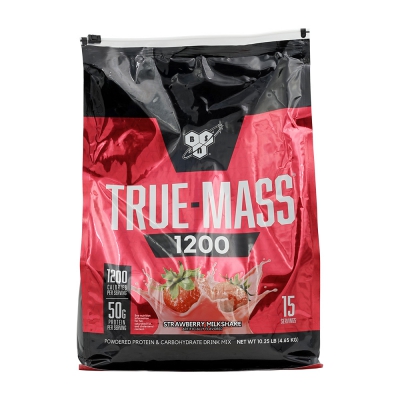 BSN
TRUE-MASS
1200
1200
CALORIES
PER SERVING
50g
PROTEIN
PER SERVING
15
SERVINGS
STRAWBERRY MILKSHAKE
POWDERED PROTEIN & CARBOHYDRATE DRINK MIX
NET WT 10.25 LB (4.65 KG)